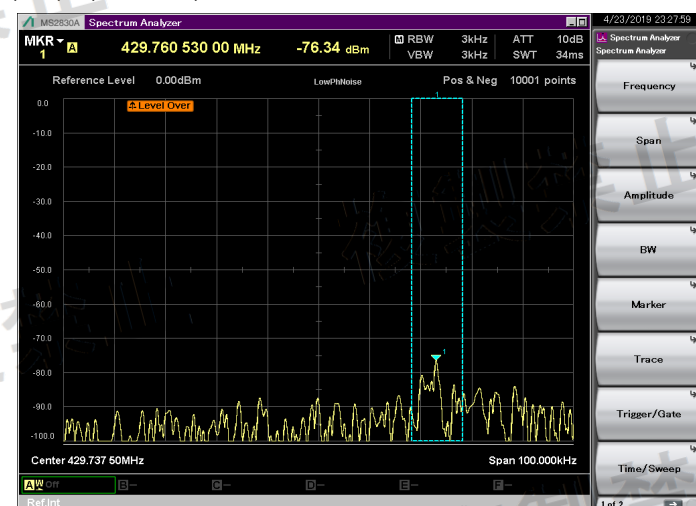 MS2830A Spectrum Analyzer
4/23/2019 23:27:59
MKR 1 A 429.760 530 00 MHz -76.34 dBm
M RBW 3kHz ATT 10dB
VBW 3kHz SWT 34ms
Spectrum Analyzer
Spectrum Analyzer
Reference Level 0.00dBm LowPhNoise Pos & Neg 10001 points
Frequency
Span
Amplitude
BW
Marker
Trace
Trigger/Gate
Time/Sweep
1 of 2
1
0.0
Level Over
-10.0
-20.0
-30.0
-40.0
-50.0
-60.0
-70.0
1
-80.0
-90.0
-100.0
Center 429.737 50MHz Span 100.000kHz
A W Off B- C- D- E- F-
Ref.Int